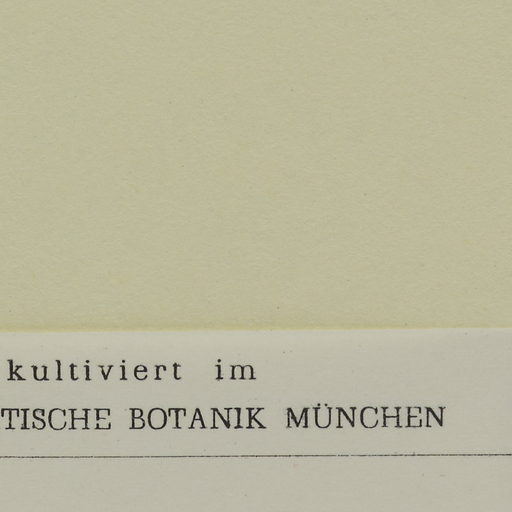 kultiviert im
TISCHE BOTANIK MÜNCHEN